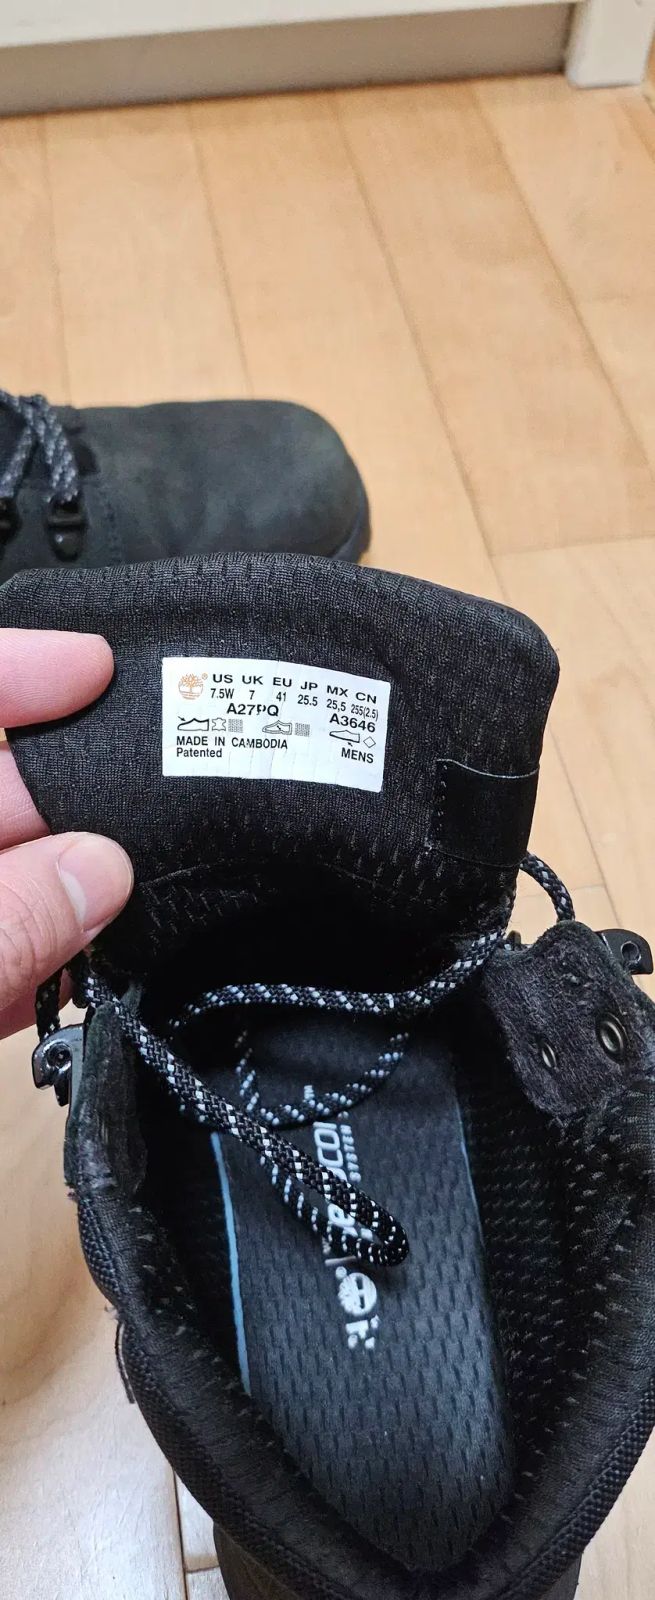 US UK EU JP MX CN
7.5W 7 41 25.5 25,5 255(2.5)
A27PQ A3646
MADE IN CAMBODIA
Patented MENS
SYSTEM